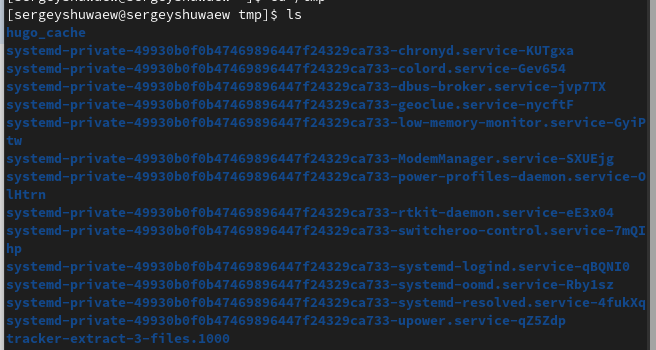 [sergeyshuwaew@sergeyshuwaew tmp]$ ls
hugo_cache
systemd-private-49930b0f0b47469896447f24329ca733-chronyd.service-KUTgxa
systemd-private-49930b0f0b47469896447f24329ca733-colord.service-Gev654
systemd-private-49930b0f0b47469896447f24329ca733-dbus-broker.service-jvp7TX
systemd-private-49930b0f0b47469896447f24329ca733-geoclue.service-nycftF
systemd-private-49930b0f0b47469896447f24329ca733-low-memory-monitor.service-GyiP
tw
systemd-private-49930b0f0b47469896447f24329ca733-ModemManager.service-SXUEjg
systemd-private-49930b0f0b47469896447f24329ca733-power-profiles-daemon.service-O
lHtrn
systemd-private-49930b0f0b47469896447f24329ca733-rtkit-daemon.service-eE3x04
systemd-private-49930b0f0b47469896447f24329ca733-switcheroo-control.service-7mQI
hp
systemd-private-49930b0f0b47469896447f24329ca733-systemd-logind.service-qBQNI0
systemd-private-49930b0f0b47469896447f24329ca733-systemd-oomd.service-Rby1sz
systemd-private-49930b0f0b47469896447f24329ca733-systemd-resolved.service-4fukXq
systemd-private-49930b0f0b47469896447f24329ca733-upower.service-qZ5Zdp
tracker-extract-3-files.1000